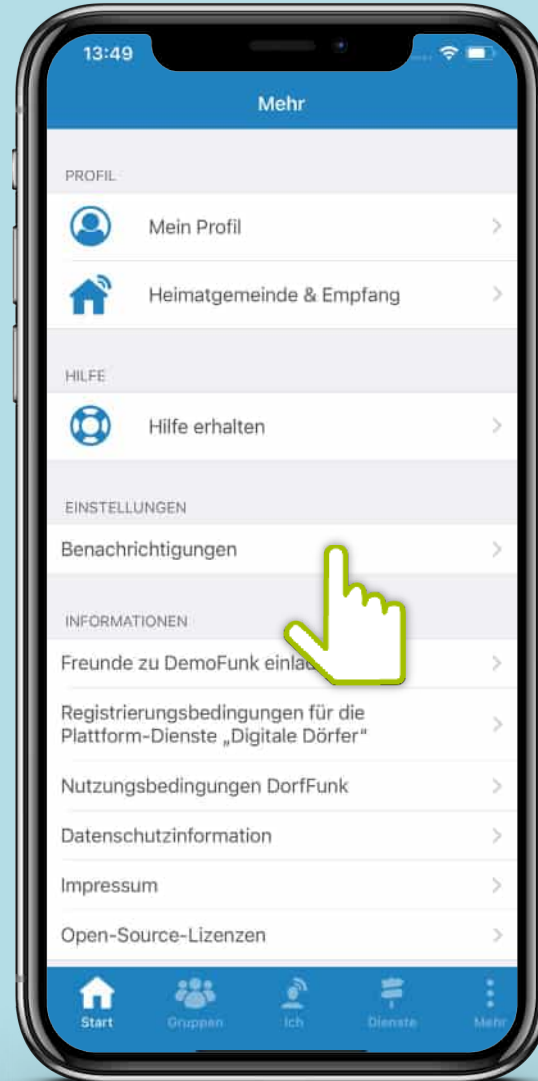 13:49
Mehr
PROFIL
Mein Profil
Heimatgemeinde & Empfang
HILFE
Hilfe erhalten
EINSTELLUNGEN
Benachrichtigungen
INFORMATIONEN
Freunde zu DemoFunk
Registrierungsbedingungen für die
Plattform-Dienste „Digitale Dörfer"
Nutzungsbedingungen DorfFunk
Datenschutzinformation
Impressum
Open-Source-Lizenzen
Start
Gruppen
Ich
Dienste
Mehr